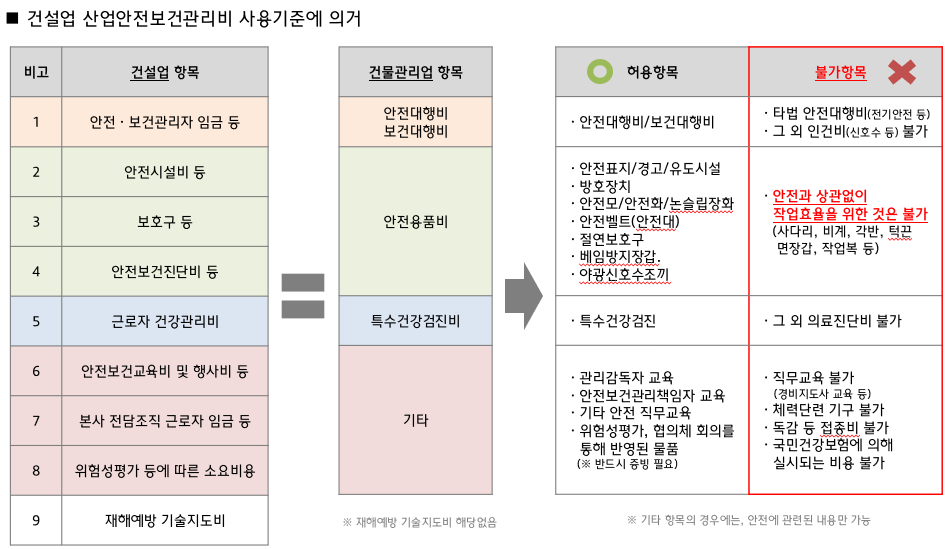 ■ 건설업 산업안전보건관리비 사용기준에 의거
비고 건설업 항목
1 안전 · 보건관리자 임금 등
2 안전시설비 등
3 보호구 등
4 안전보건진단비 등
5 근로자 건강관리비
6 안전보건교육비 및 행사비 등
7 본사 전담조직 근로자 임금 등
8 위험성평가 등에 따른 소요비용
9 재해예방 기술지도비
건물관리업 항목
안전대행비
보건대행비
안전용품비
특수건강검진비
기타
※ 재해예방 기술지도비 해당없음
허용항목 불가항목
· 안전대행비/보건대행비
· 타법 안전대행비(전기안전 등)
· 그 외 인건비(신호수 등) 불가
· 안전표지/경고/유도시설
· 방호장치
· 안전모/안전화/논슬립장화
· 안전벨트(안전대)
· 절연보호구
· 베임방지장갑.
· 야광신호수조끼
· 안전과 상관없이
작업효율을 위한 것은 불가
(사다리, 비계, 각반, 턱끈
면장갑, 작업복 등)
· 특수건강검진
· 그 외 의료진단비 불가
· 관리감독자 교육
· 안전보건관리책임자 교육
· 기타 안전 직무교육
· 위험성평가, 협의체 회의를
통해 반영된 물품
(※ 반드시 증빙 필요)
· 직무교육 불가
(경비지도사 교육 등)
· 체력단련 기구 불가
· 독감 등 접종비 불가
· 국민건강보험에 의해
실시되는 비용 불가
※ 기타 항목의 경우에는, 안전에 관련된 내용만 가능